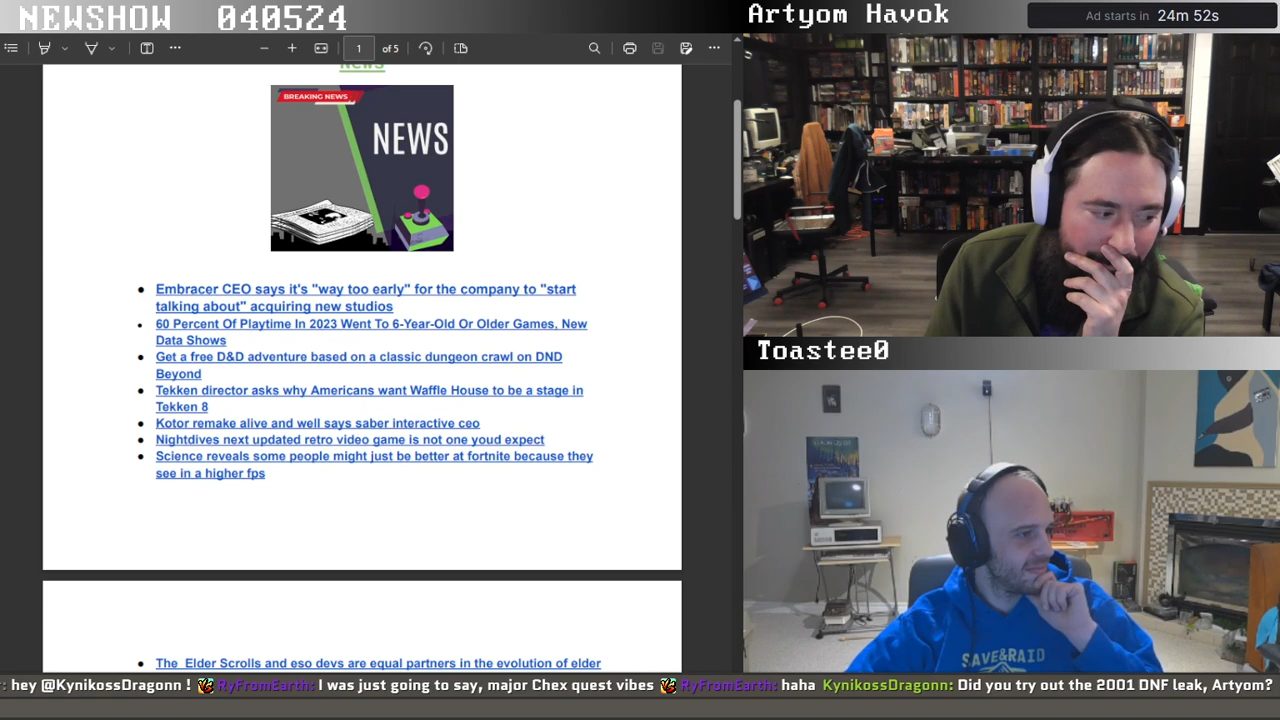 NEWSHOW 040524
Artyom Havok
Ad starts in 24m 52s
1 of 5
NEWS
BREAKING NEWS
NEWS
Embracer CEO says it's "way too early" for the company to "start
talking about" acquiring new studios
60 Percent Of Playtime In 2023 Went To 6-Year-Old Or Older Games, New
Data Shows
Get a free D&D adventure based on a classic dungeon crawl on DND
Beyond
Tekken director asks why Americans want Waffle House to be a stage in
Tekken 8
Kotor remake alive and well says saber interactive ceo
Nightdives next updated retro video game is not one youd expect
Science reveals some people might just be better at fortnite because they
see in a higher fps
Toastee0
SAVE&RAID
The Elder Scrolls and eso devs are equal partners in the evolution of elder
: hey @KynikossDragonn ! RyFromEarth: I was just going to say, major Chex quest vibes RyFromEarth: haha KynikossDragonn: Did you try out the 2001 DNF leak, Artyom?